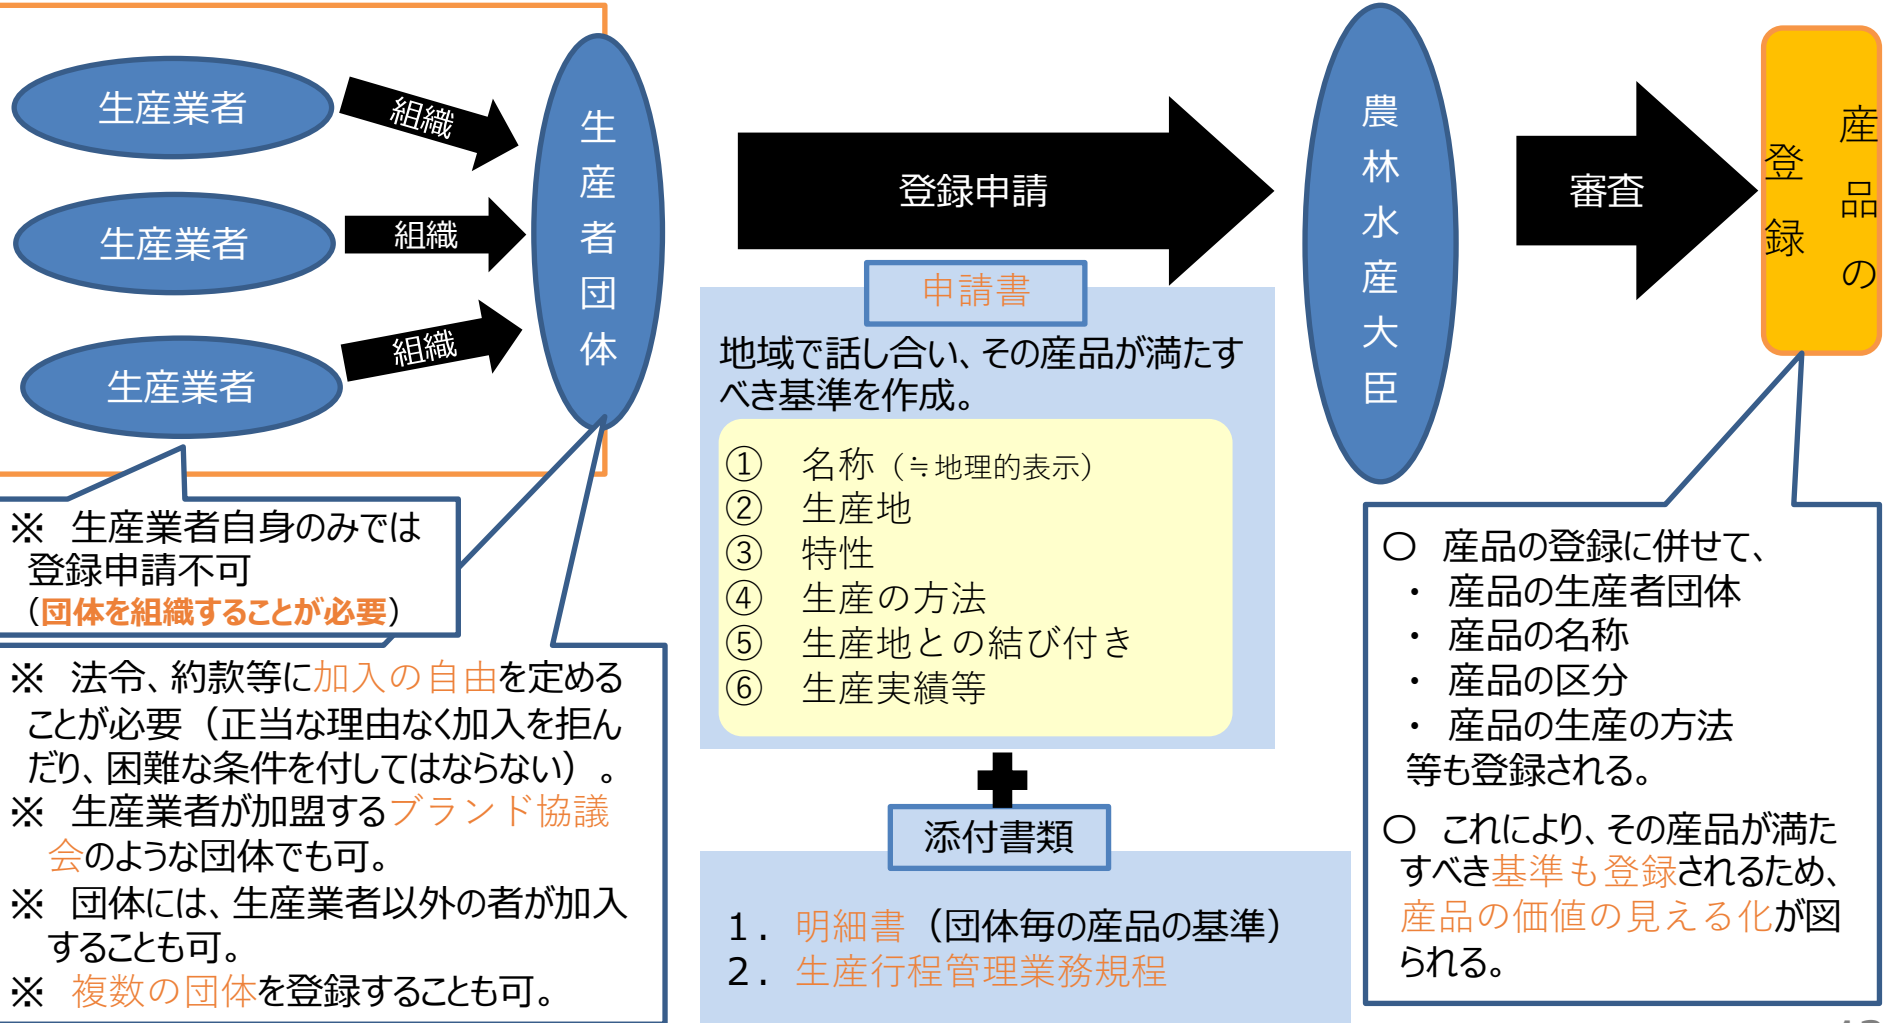 生産業者
組織
生産業者
組織
生産業者
組織
生産者団体
登録申請
農林水産大臣
審査
産品の
登録
申請書
地域で話し合い、その産品が満たす
べき基準を作成。
① 名称（≒地理的表示）
② 生産地
③ 特性
④ 生産の方法
⑤ 生産地との結び付き
⑥ 生産実績等
添付書類
１．明細書（団体毎の産品の基準）
２．生産行程管理業務規程
※ 生産業者自身のみでは
登録申請不可
（団体を組織することが必要）
※ 法令、約款等に加入の自由を定める
ことが必要（正当な理由なく加入を拒ん
だり、困難な条件を付してはならない）。
※ 生産業者が加盟するブランド協議
会のような団体でも可。
※ 団体には、生産業者以外の者が加入
することも可。
※ 複数の団体を登録することも可。
〇 産品の登録に併せて、
・ 産品の生産者団体
・ 産品の名称
・ 産品の区分
・ 産品の生産の方法
等も登録される。
〇 これにより、その産品が満た
すべき基準も登録されるため、
産品の価値の見える化が図
られる。